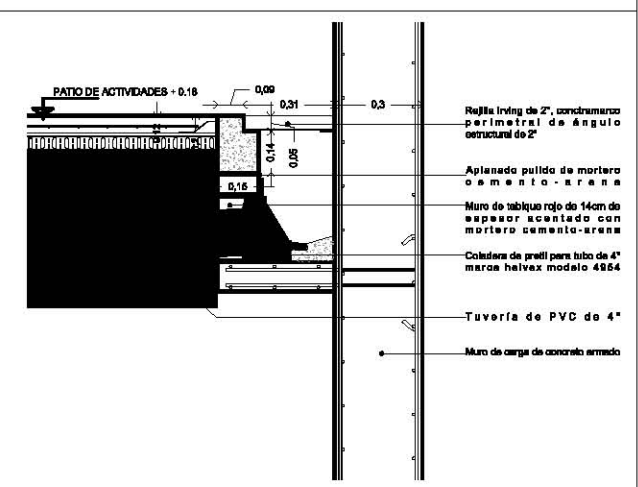 PATIO DE ACTIVIDADES + 0.18
0,09
0,31
0,3
0,14
0,05
0,15
Rejilla Irving de 2", conctramarco
perimetral de ángulo
estructural de 2"
Aplanado pulido de mortero
cemento-arena
Muro de tabique rojo de 14cm de
espesor acentado con
mortero cemento-arena
Coladera de pretil para tubo de 4"
marca helvax modelo 4954
Tuvería de PVC de 4"
Muro de carga de concreto armado